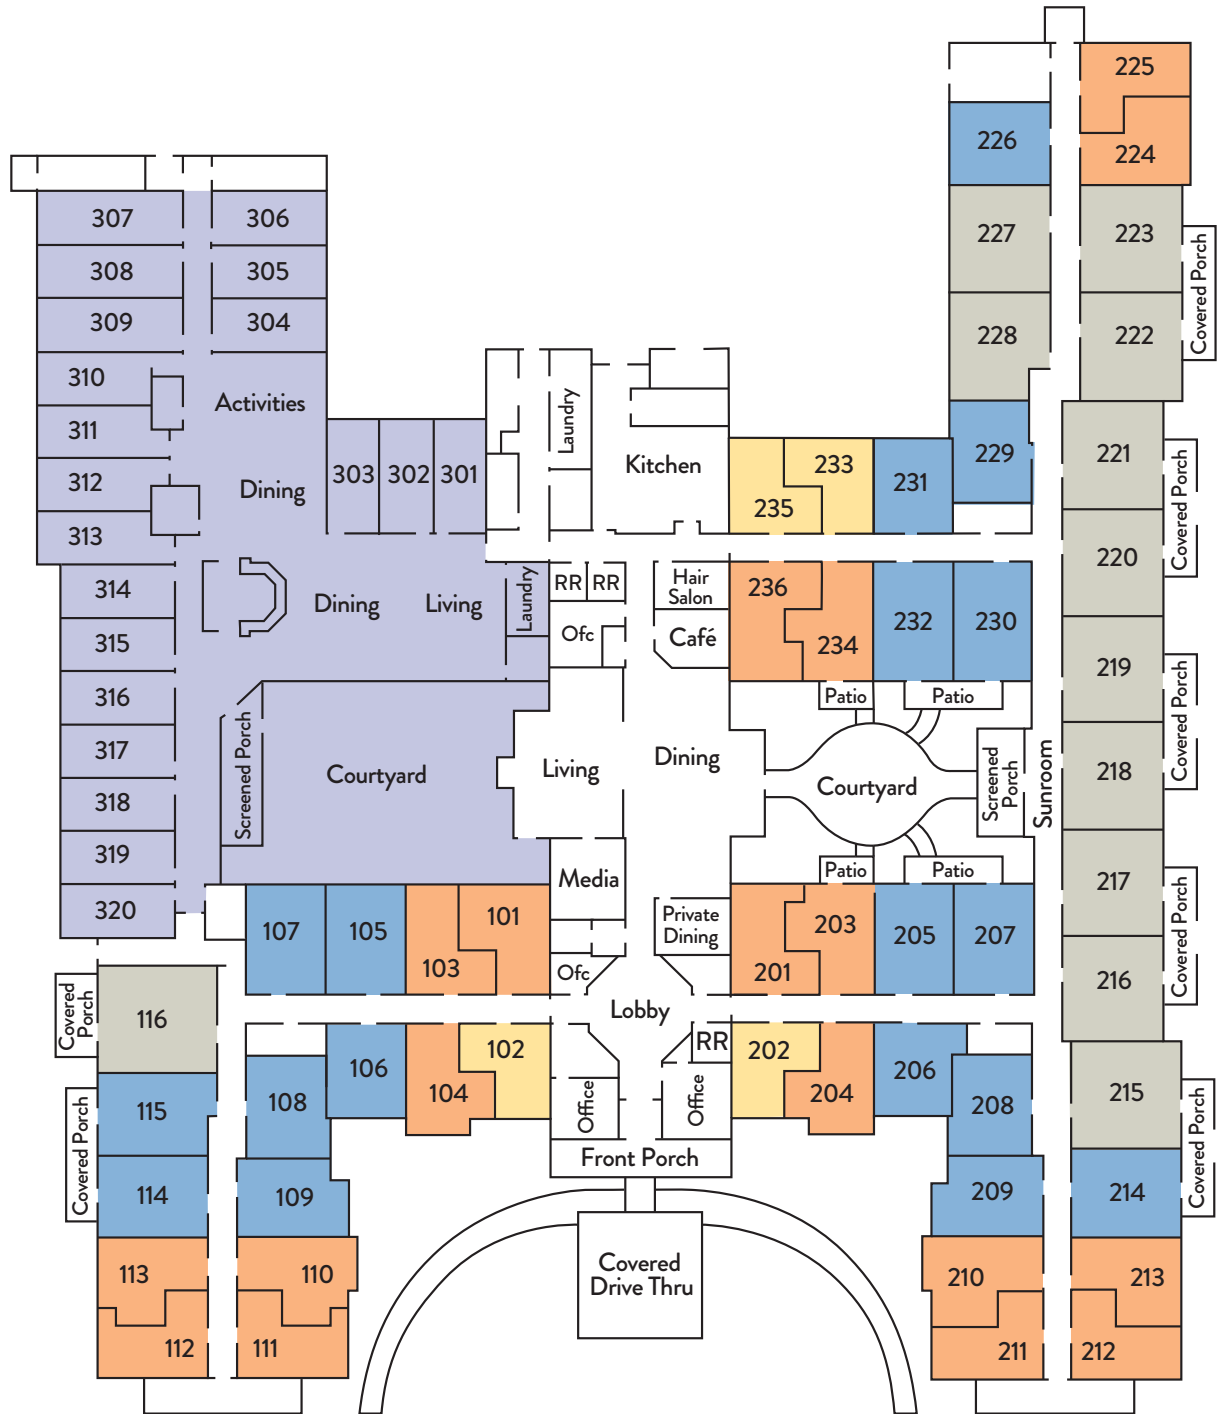 225
226
224
307
306
227
223
308
305
Covered Porch
309
304
228
222
310
Activities
Laundry
311
221
303
302
301
Kitchen
233
231
229
Covered Porch
312
Dining
235
313
220
314
Dining
Living
Laundry
RR
RR
Hair
Salon
236
232
230
315
Ofc
Café
234
219
316
Patio
Patio
Covered Porch
317
Screened Porch
Courtyard
Living
Dining
Courtyard
Screened
Porch
Sunroom
218
318
319
Media
Patio
Patio
217
320
107
105
101
Private
Dining
203
205
207
Covered Porch
103
Ofc
201
216
Covered
Porch
116
Lobby
106
102
RR
202
206
104
204
115
108
Office
Office
208
215
Covered Porch
Front Porch
Covered Porch
114
109
209
214
113
110
Covered
Drive Thru
210
213
112
111
211
212